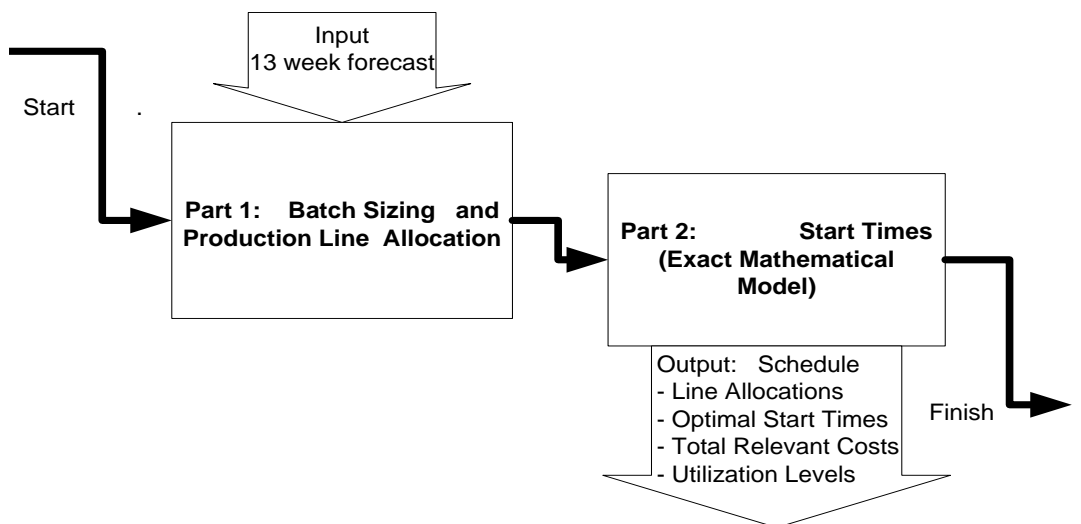 Input
13 week forecast
Start .
Part 1: Batch Sizing and
Production Line Allocation
Part 2: Start Times
(Exact Mathematical
Model)
Output: Schedule
- Line Allocations
- Optimal Start Times
- Total Relevant Costs
- Utilization Levels
Finish